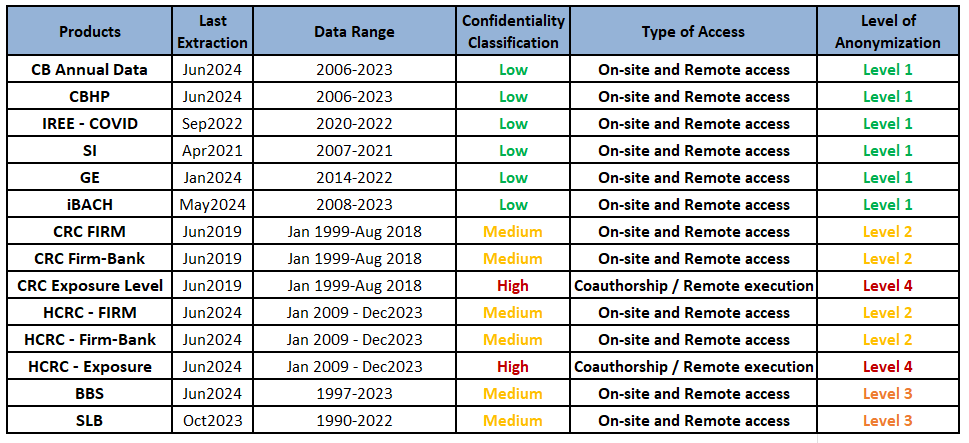 Products Last Extraction Data Range Confidentiality Classification Type of Access Level of Anonymization
CB Annual Data Jun2024 2006-2023 Low On-site and Remote access Level 1
CBHP Jun2024 2006-2023 Low On-site and Remote access Level 1
IREE - COVID Sep2022 2020-2022 Low On-site and Remote access Level 1
SI Apr2021 2007-2021 Low On-site and Remote access Level 1
GE Jan2024 2014-2022 Low On-site and Remote access Level 1
iBACH May2024 2008-2023 Low On-site and Remote access Level 1
CRC FIRM Jun2019 Jan 1999-Aug 2018 Medium On-site and Remote access Level 2
CRC Firm-Bank Jun2019 Jan 1999-Aug 2018 Medium On-site and Remote access Level 2
CRC Exposure Level Jun2019 Jan 1999-Aug 2018 High Coauthorship / Remote execution Level 4
HCRC - FIRM Jun2024 Jan 2009 - Dec2023 Medium On-site and Remote access Level 2
HCRC - Firm-Bank Jun2024 Jan 2009 - Dec2023 Medium On-site and Remote access Level 2
HCRC - Exposure Jun2024 Jan 2009 - Dec2023 High Coauthorship / Remote execution Level 4
BBS Jun2024 1997-2023 Medium On-site and Remote access Level 3
SLB Oct2023 1990-2022 Medium On-site and Remote access Level 3